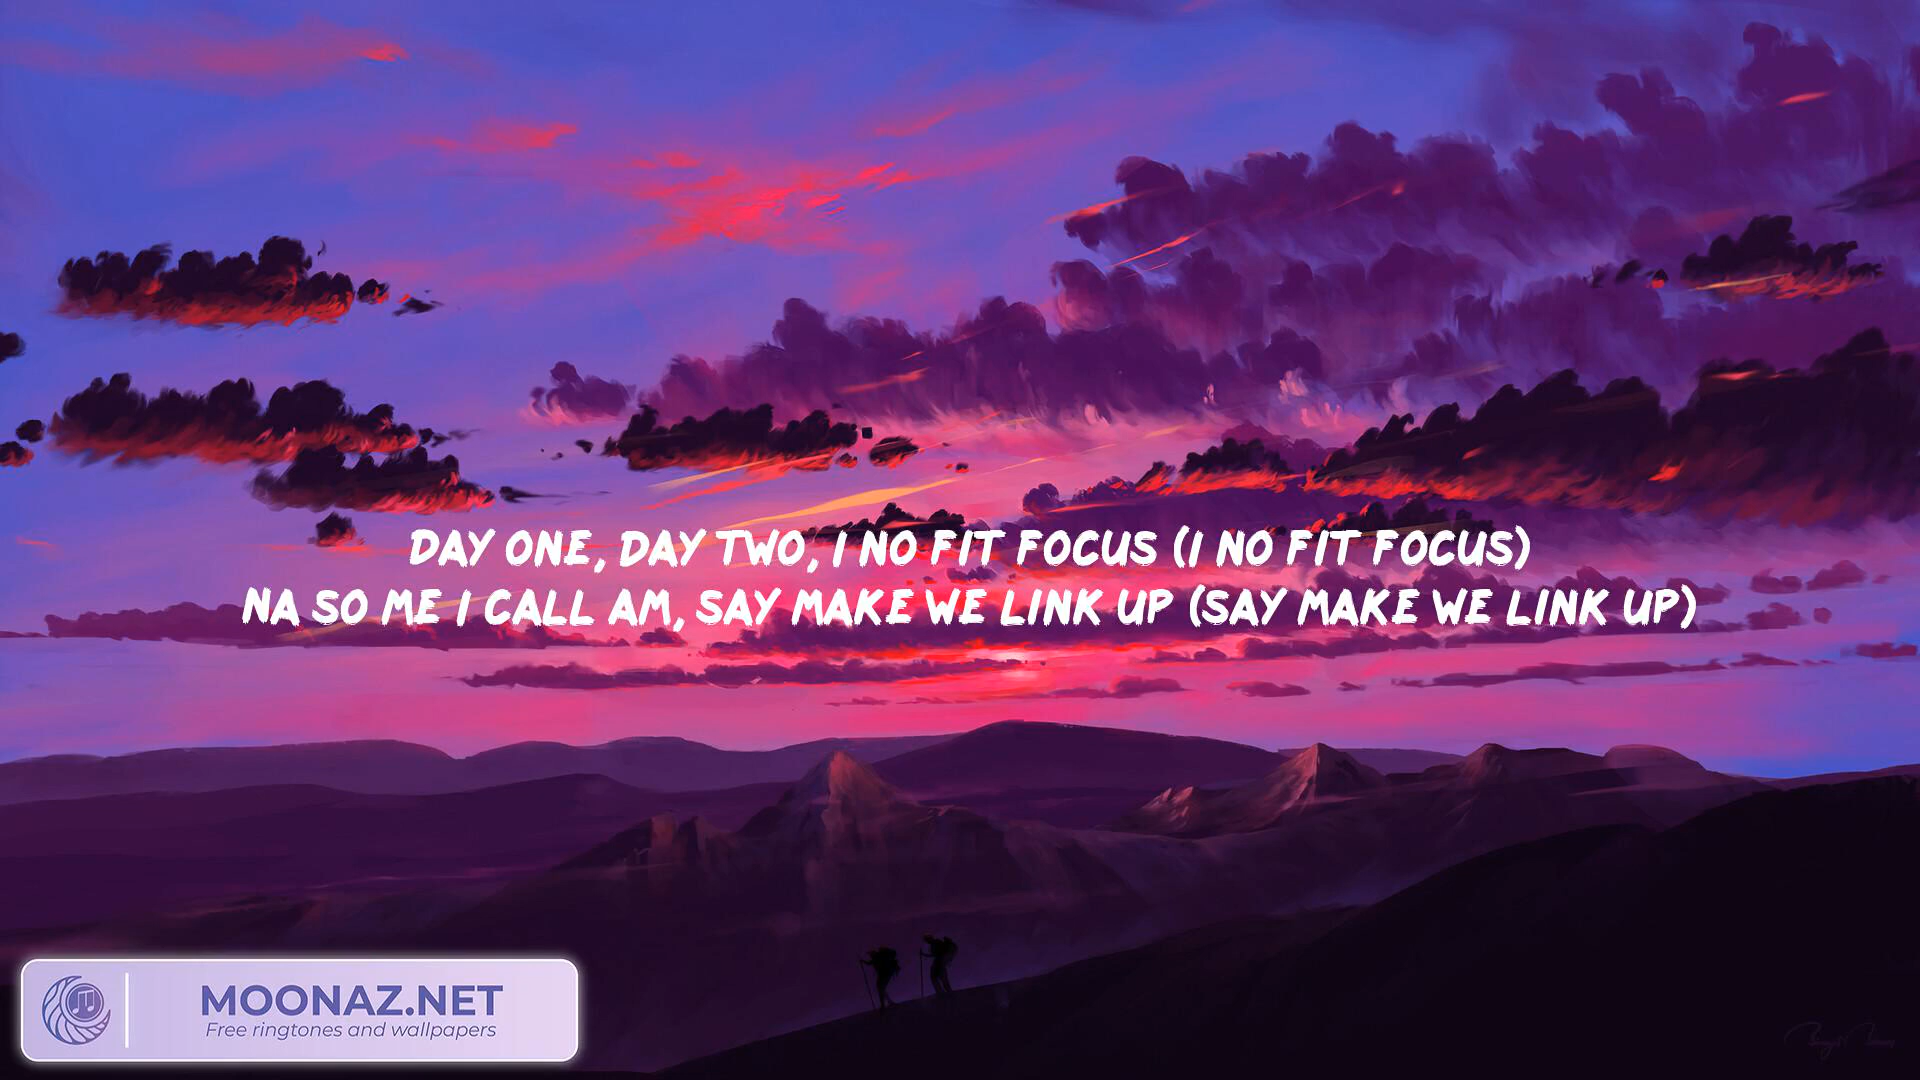 DAY ONE, DAY TWO, I NO FIT FOCUS (I NO FIT FOCUS)
NA SO ME I CALL AM, SAY MAKE WE LINK UP (SAY MAKE WE LINK UP)
MOONAZ.NET
Free ringtones and wallpapers